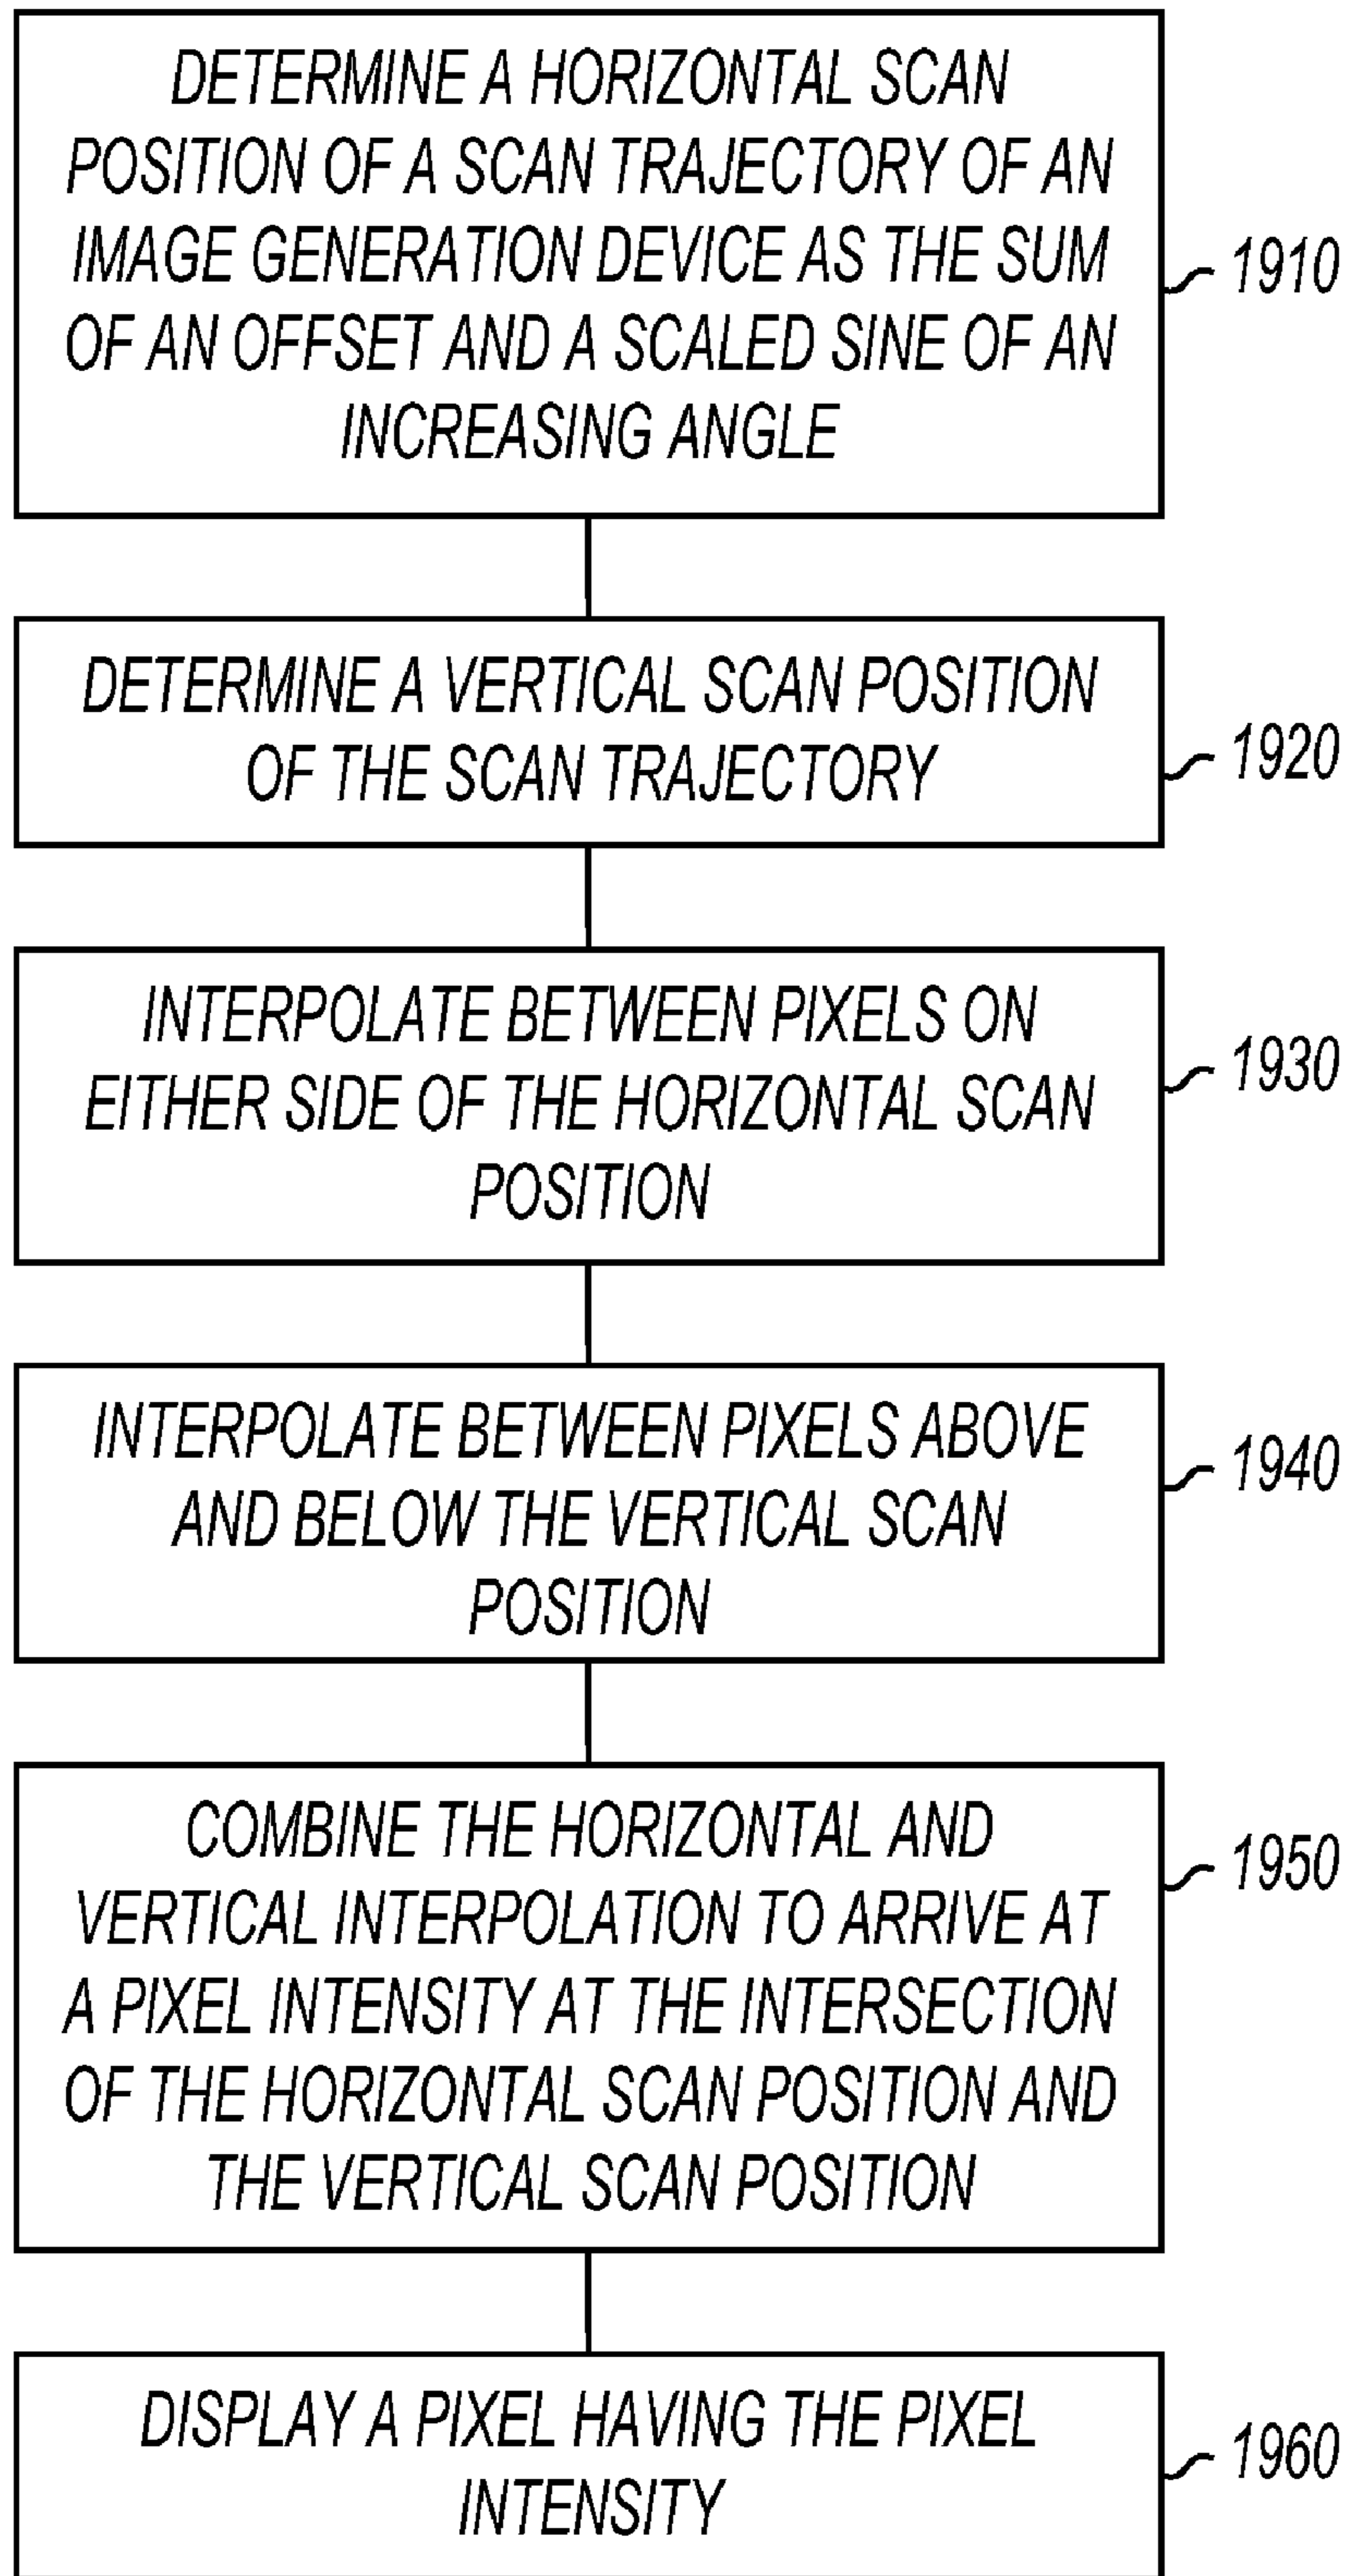 DETERMINE A HORIZONTAL SCAN
POSITION OF A SCAN TRAJECTORY OF AN
IMAGE GENERATION DEVICE AS THE SUM
OF AN OFFSET AND A SCALED SINE OF AN
INCREASING ANGLE
1910
DETERMINE A VERTICAL SCAN POSITION
OF THE SCAN TRAJECTORY
1920
INTERPOLATE BETWEEN PIXELS ON
EITHER SIDE OF THE HORIZONTAL SCAN
POSITION
1930
INTERPOLATE BETWEEN PIXELS ABOVE
AND BELOW THE VERTICAL SCAN
POSITION
1940
COMBINE THE HORIZONTAL AND
VERTICAL INTERPOLATION TO ARRIVE AT
A PIXEL INTENSITY AT THE INTERSECTION
OF THE HORIZONTAL SCAN POSITION AND
THE VERTICAL SCAN POSITION
1950
DISPLAY A PIXEL HAVING THE PIXEL
INTENSITY
1960